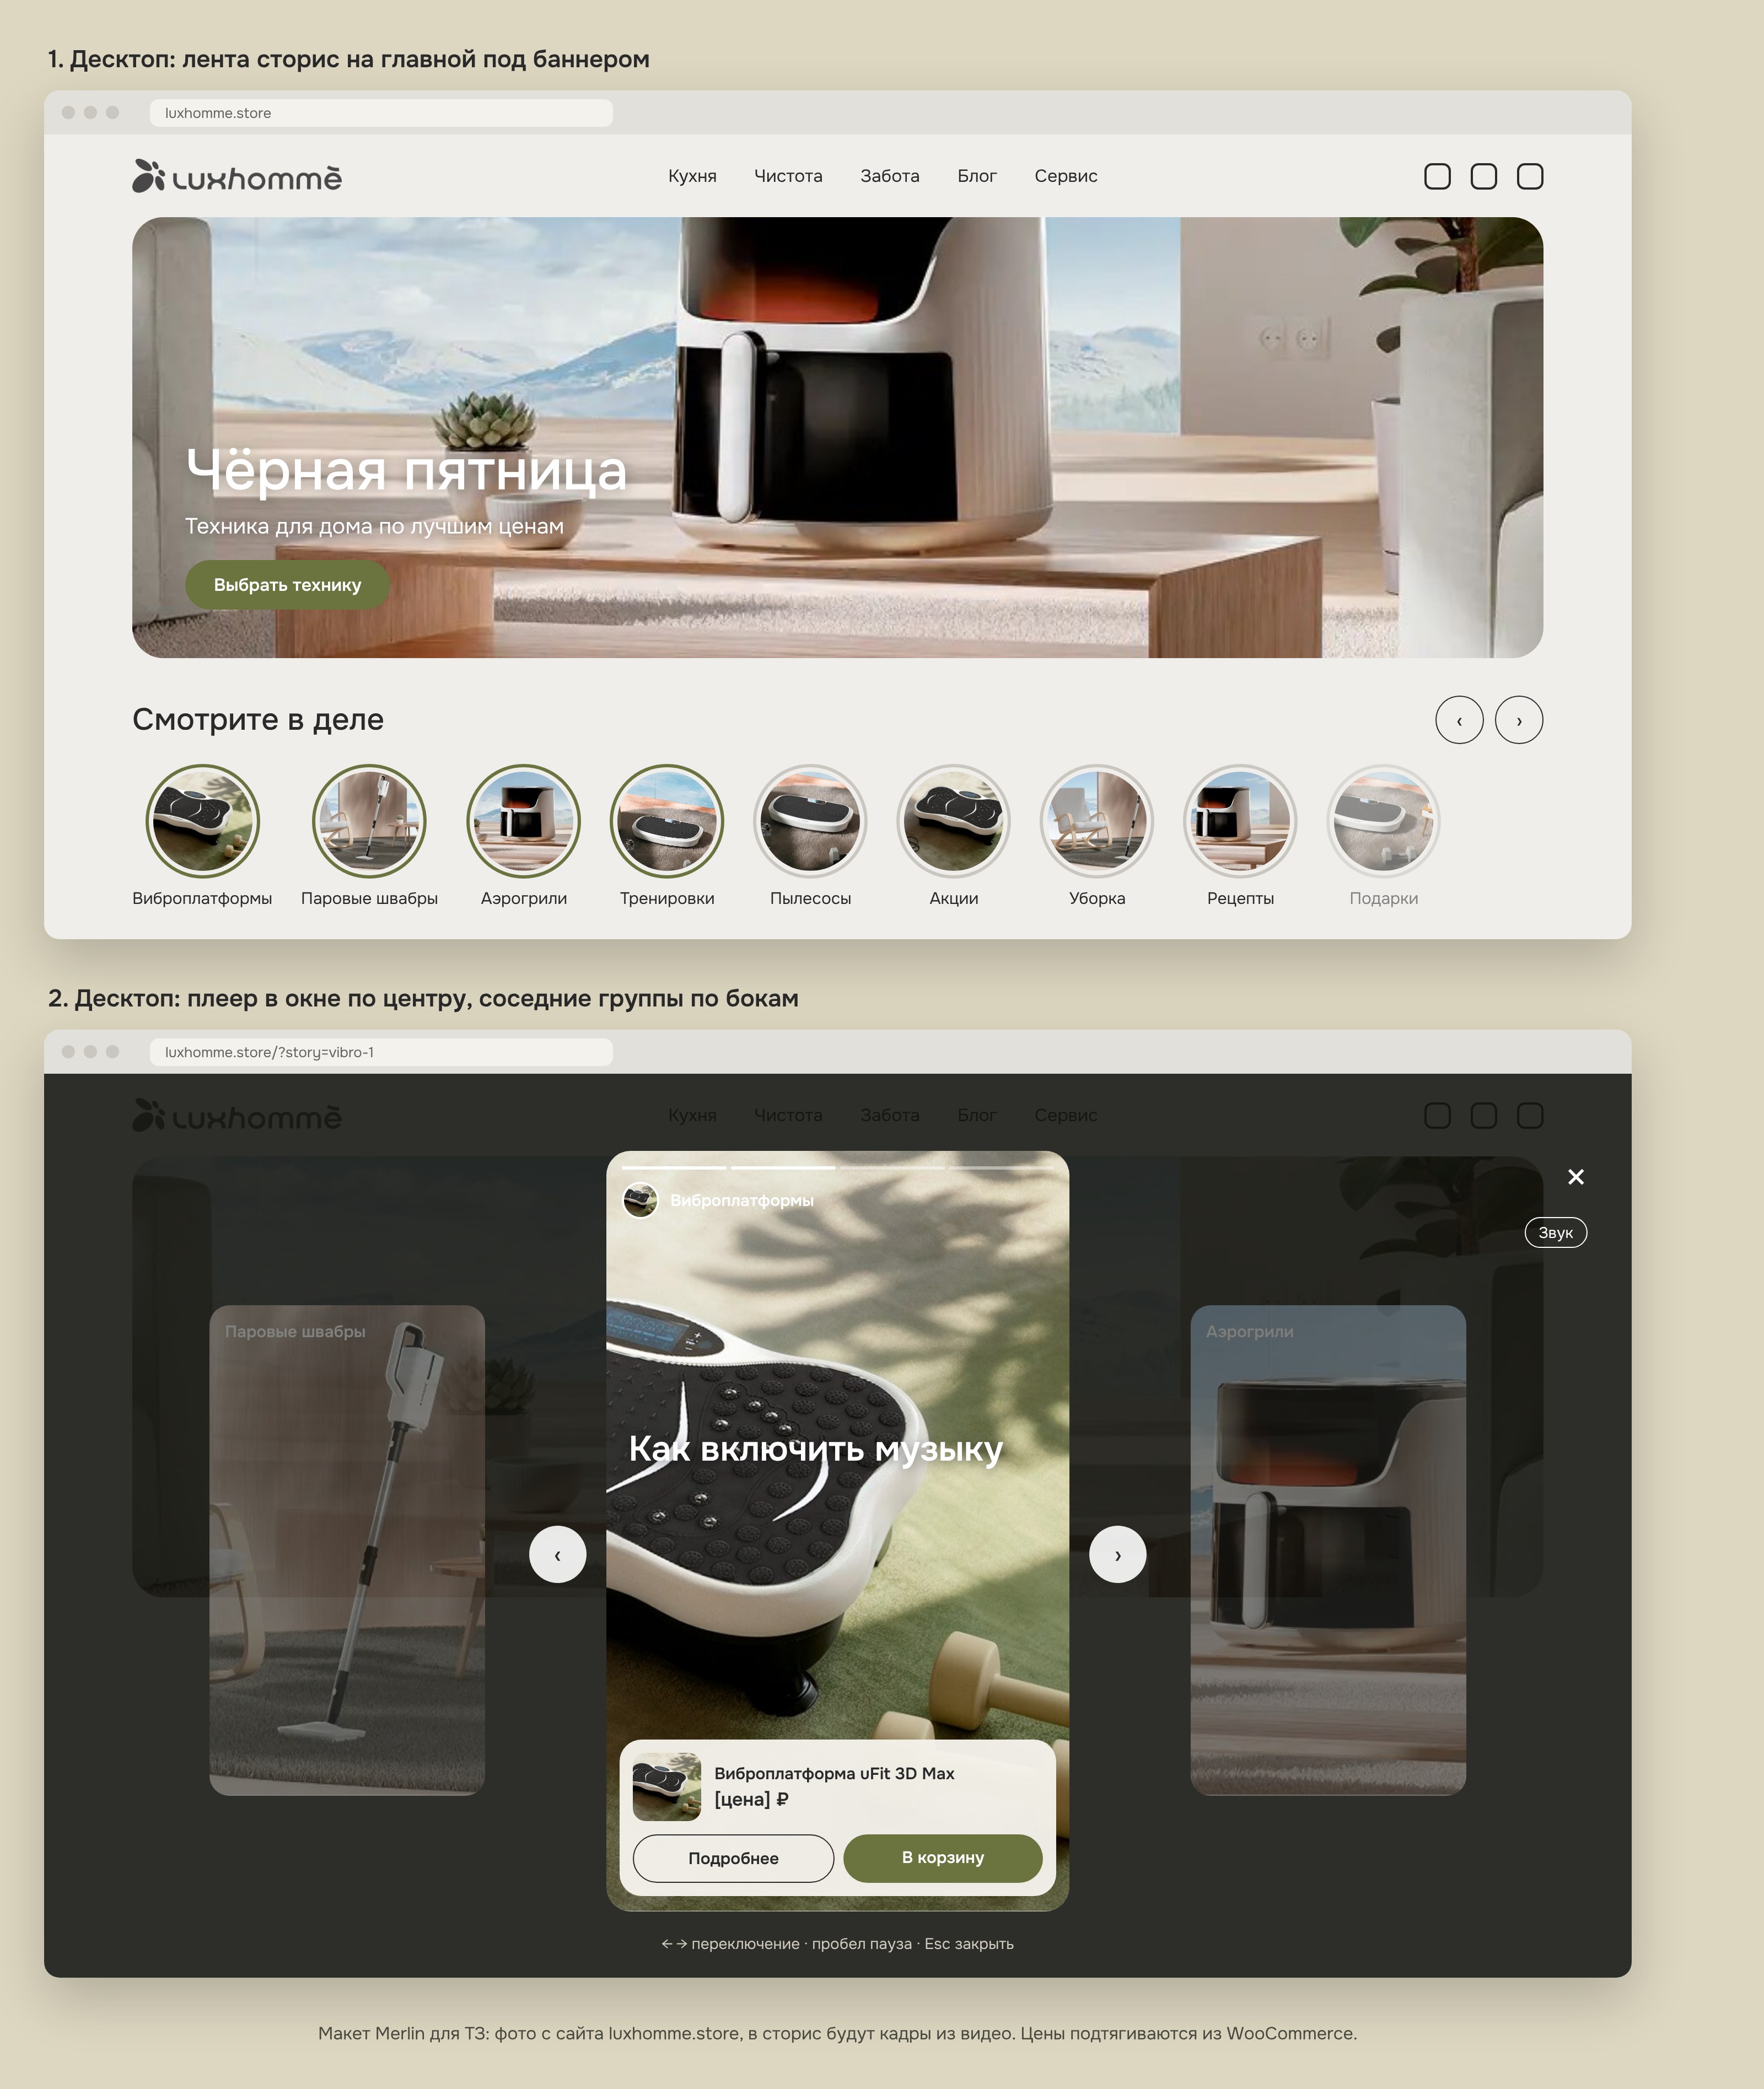 1. Десктоп: лента сторис на главной под баннером
luxhomme.store
luxhommè
Кухня Чистота Забота Блог Сервис
Чёрная пятница
Техника для дома по лучшим ценам
Выбрать технику
Смотрите в деле
‹ ›
Виброплатформы Паровые швабры Аэрогрили Тренировки Пылесосы Акции Уборка Рецепты Подарки
2. Десктоп: плеер в окне по центру, соседние группы по бокам
luxhomme.store/?story=vibro-1
luxhommè
Кухня Чистота Забота Блог Сервис
×
Виброплатформы
Звук
Паровые швабры
Аэрогрили
Как включить музыку
‹ ›
Виброплатформа uFit 3D Max
[цена] ₽
Подробнее В корзину
← → переключение · пробел пауза · Esc закрыть
Макет Merlin для ТЗ: фото с сайта luxhomme.store, в сторис будут кадры из видео. Цены подтягиваются из WooCommerce.